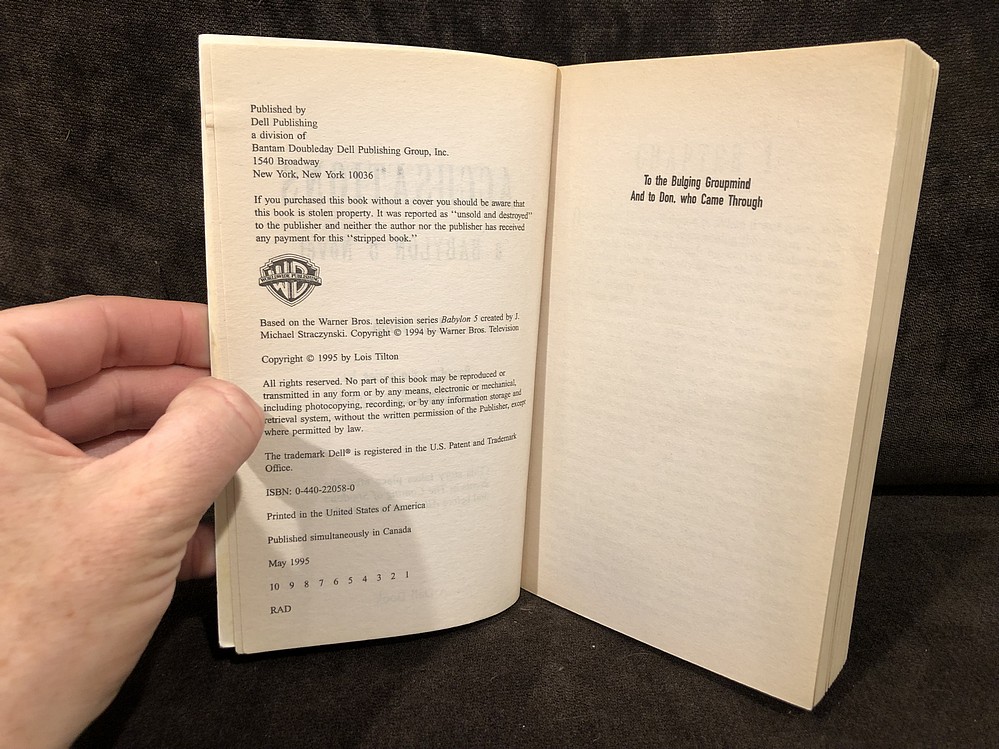 Published by
Dell Publishing
a division of
Bantam Doubleday Dell Publishing Group, Inc.
1540 Broadway
New York, New York 10036
If you purchased this book without a cover you should be aware that
this book is stolen property. It was reported as "unsold and destroyed"
to the publisher and neither the author nor the publisher has received
any payment for this "stripped book."
WB
WORLDWIDE PUBLISHING
Based on the Warner Bros. television series Babylon 5 created by J.
Michael Straczynski. Copyright © 1994 by Warner Bros. Television
Copyright © 1995 by Lois Tilton
All rights reserved. No part of this book may be reproduced or
transmitted in any form or by any means, electronic or mechanical,
including photocopying, recording, or by any information storage and
retrieval system, without the written permission of the Publisher, except
where permitted by law.
The trademark Dell® is registered in the U.S. Patent and Trademark
Office.
ISBN: 0-440-22058-0
Printed in the United States of America
Published simultaneously in Canada
May 1995
10 9 8 7 6 5 4 3 2 1
RAD
To the Bulging Groupmind
And to Don, who Came Through